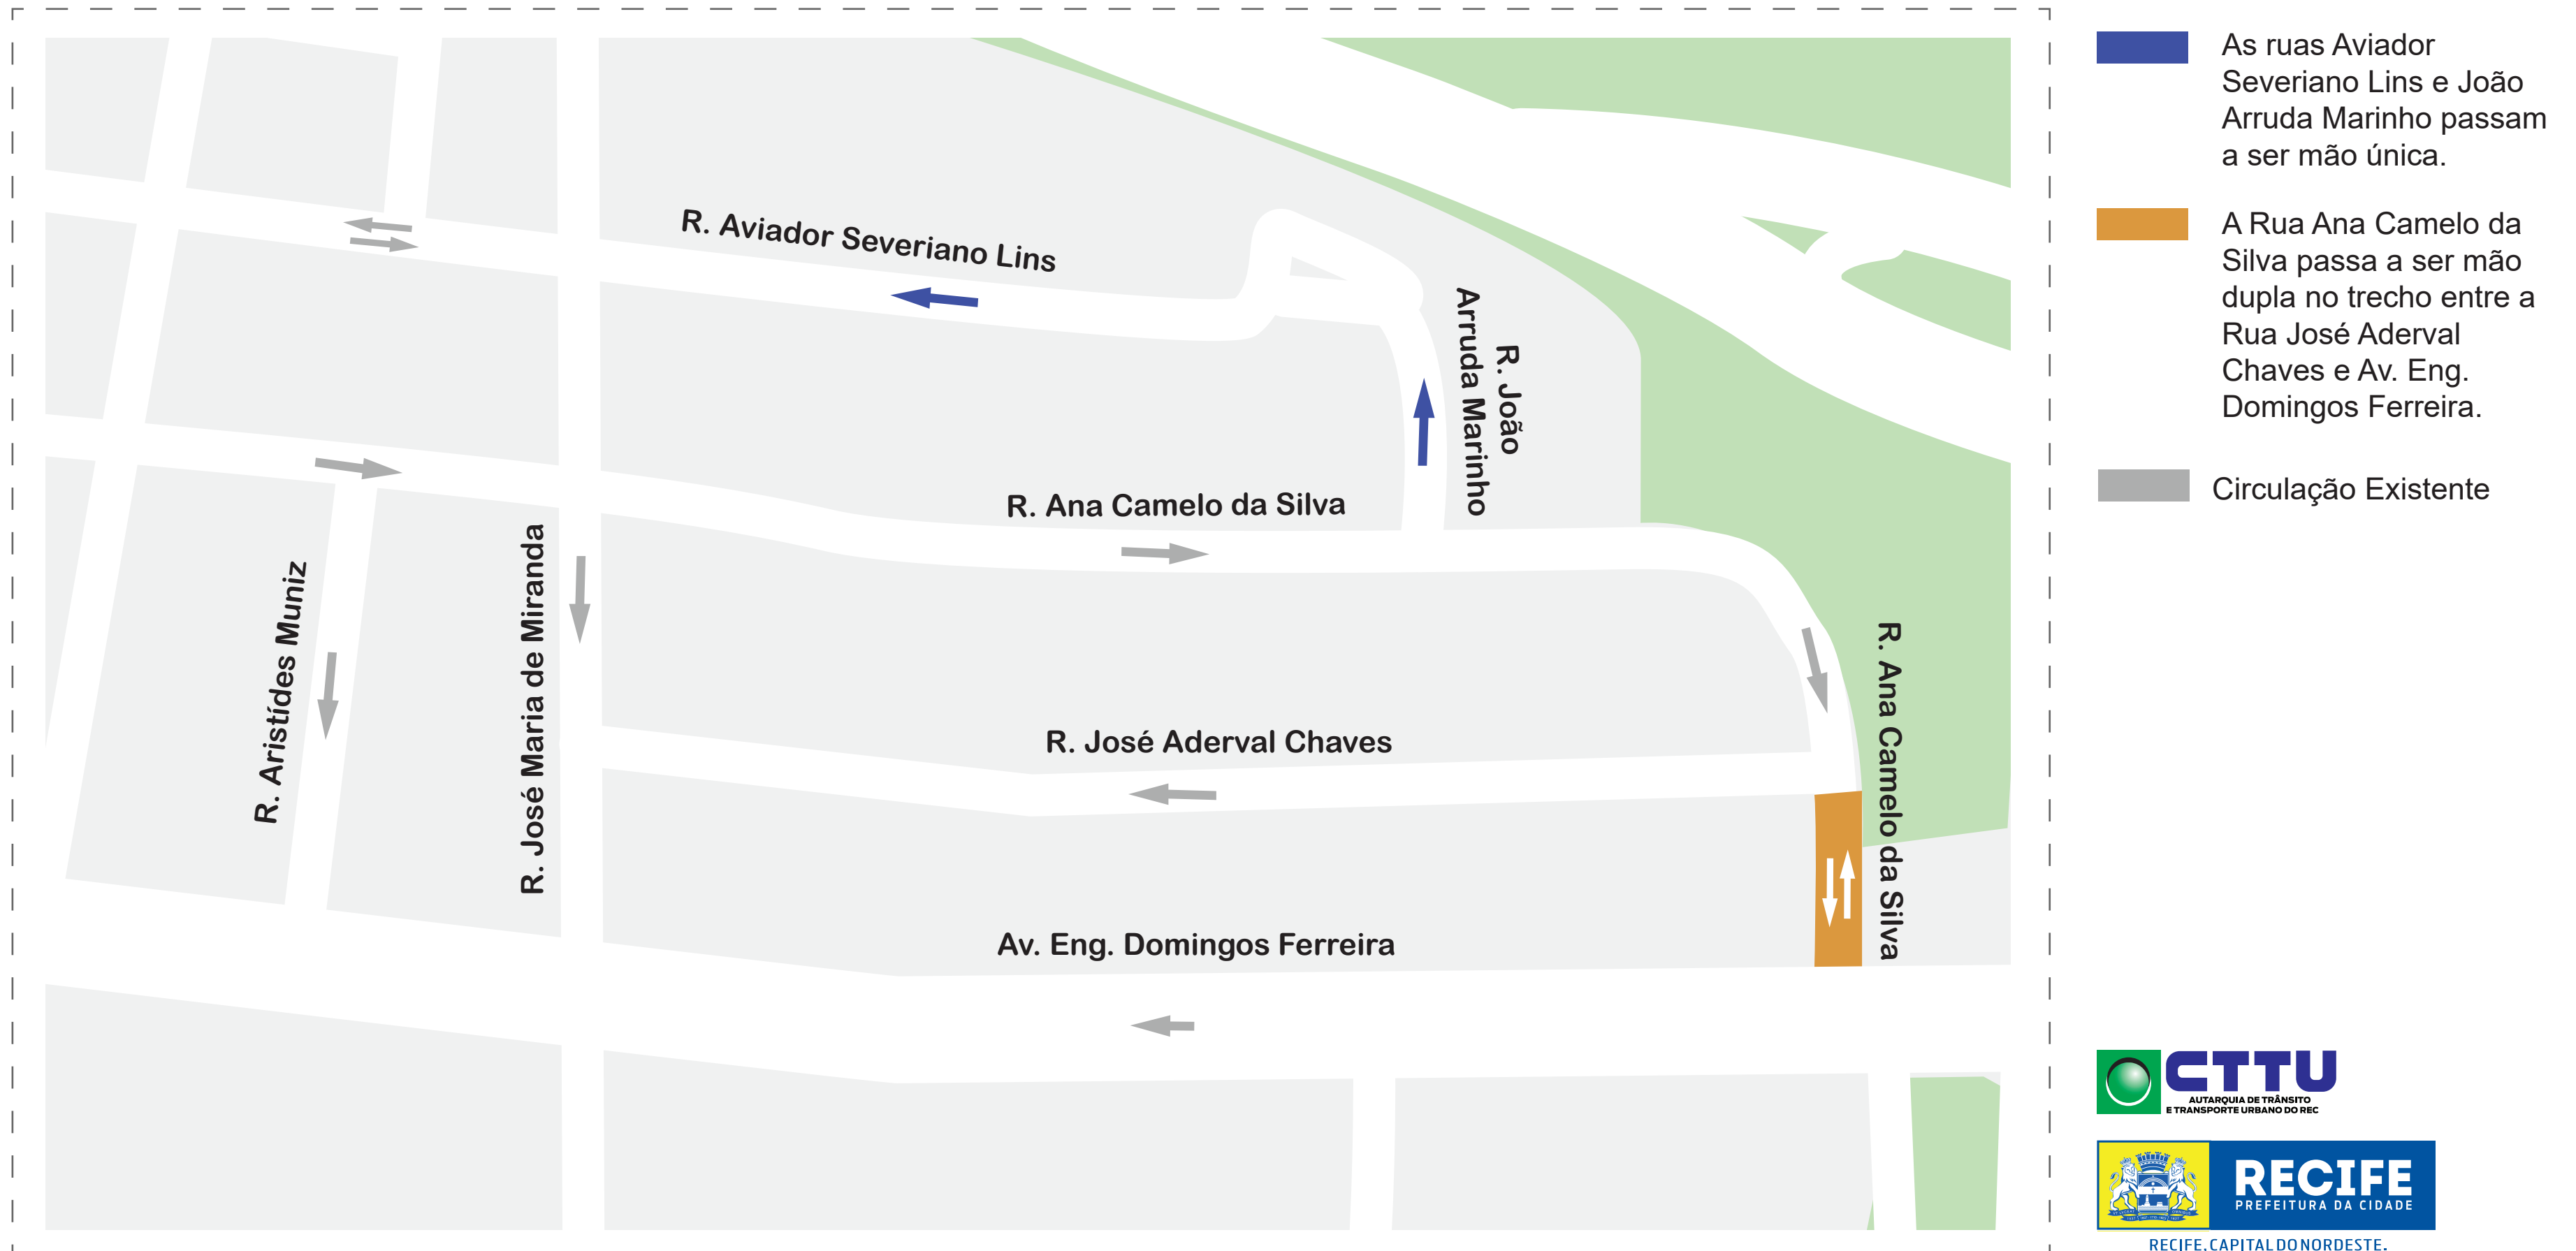 R. Aviador Severiano Lins
R. João
Arruda Marinho
R. Ana Camelo da Silva
R. Aristídes Muniz
R. José Maria de Miranda
R. José Aderval Chaves
R. Ana Camelo da Silva
Av. Eng. Domingos Ferreira
As ruas Aviador
Severiano Lins e João
Arruda Marinho passam
a ser mão única.
A Rua Ana Camelo da
Silva passa a ser mão
dupla no trecho entre a
Rua José Aderval
Chaves e Av. Eng.
Domingos Ferreira.
Circulação Existente
CTTU
AUTARQUIA DE TRÂNSITO
E TRANSPORTE URBANO DO REC
RECIFE
PREFEITURA DA CIDADE
RECIFE. CAPITAL DO NORDESTE.